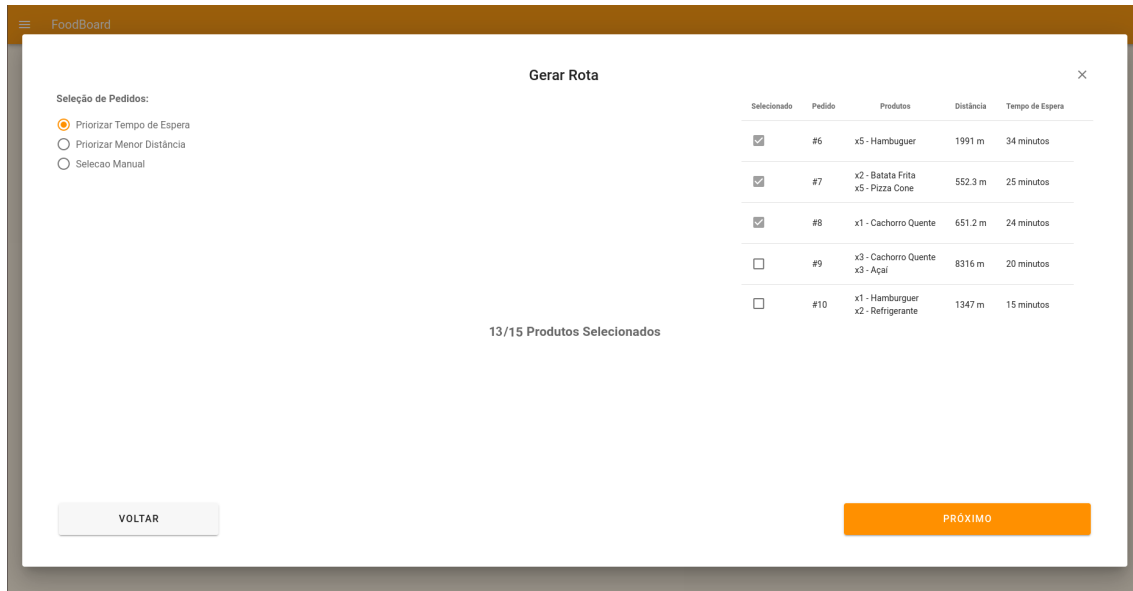 FoodBoard
Gerar Rota
Seleção de Pedidos:
Priorizar Tempo de Espera
Priorizar Menor Distância
Selecao Manual
Selecionado Pedido Produtos Distância Tempo de Espera
#6 x5 - Hambuguer 1991 m 34 minutos
x2 - Batata Frita
#7 552.3 m 25 minutos
x5 - Pizza Cone
#8 x1 - Cachorro Quente 651.2 m 24 minutos
x3 - Cachorro Quente
#9 8316 m 20 minutos
x3 - Açaí
x1 - Hamburguer
#10 1347 m 15 minutos
x2 - Refrigerante
13/15 Produtos Selecionados
VOLTAR
PRÓXIMO